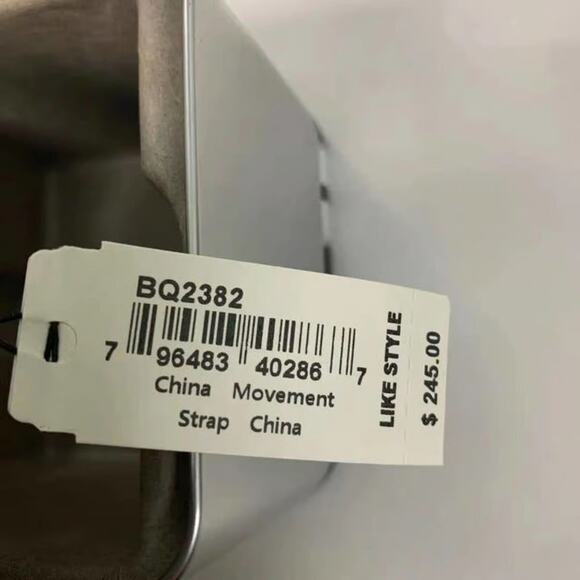 BQ2382
7 96483 40286 7
China Movement
Strap China
LIKE STYLE
$ 245.00